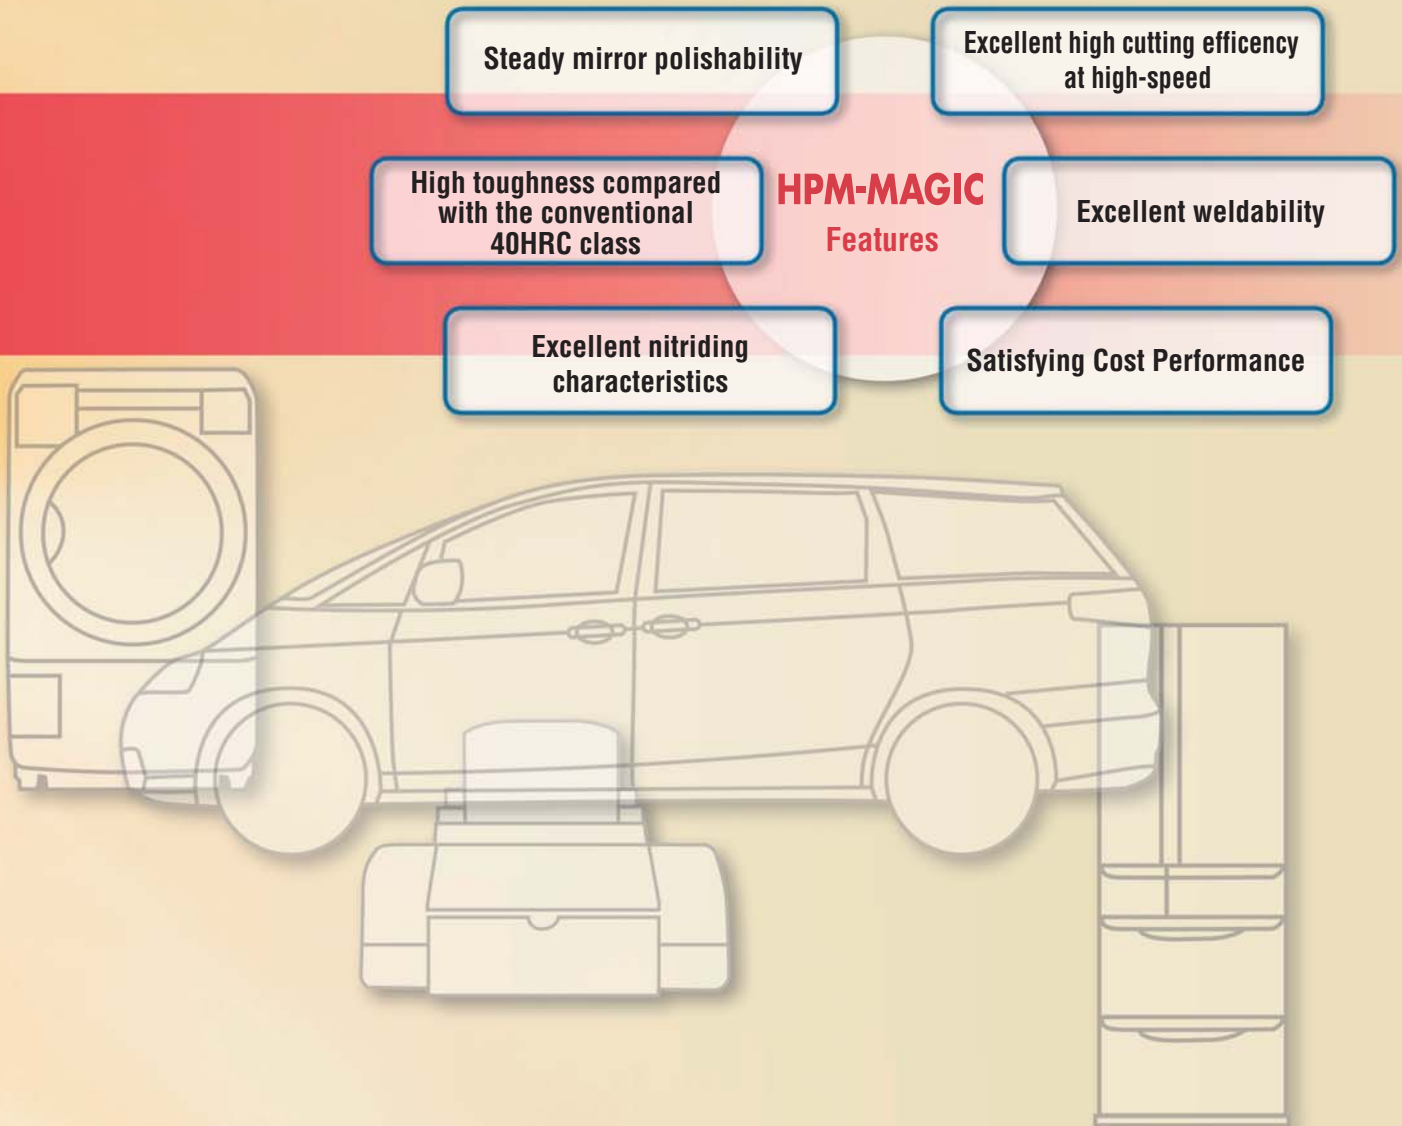 Steady mirror polishability
Excellent high cutting efficency
at high-speed
High toughness compared
with the conventional
40HRC class
HPM-MAGIC
Features
Excellent weldability
Excellent nitriding
characteristics
Satisfying Cost Performance